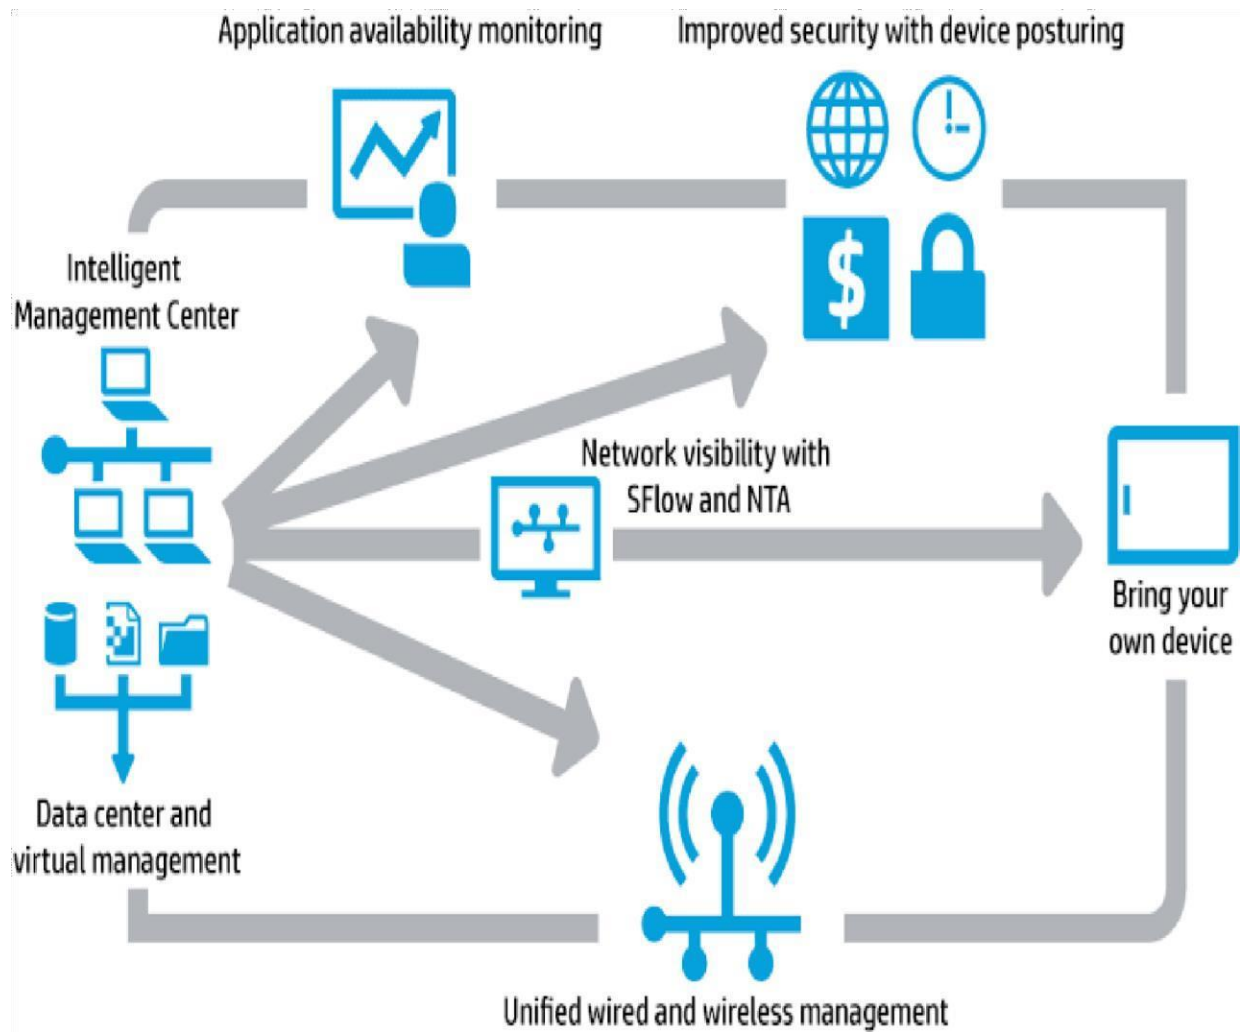 Application availability monitoring
Improved security with device posturing
Intelligent
Management Center
$
Network visibility with
SFlow and NTA
Bring your
own device
Data center and
virtual management
Unified wired and wireless management